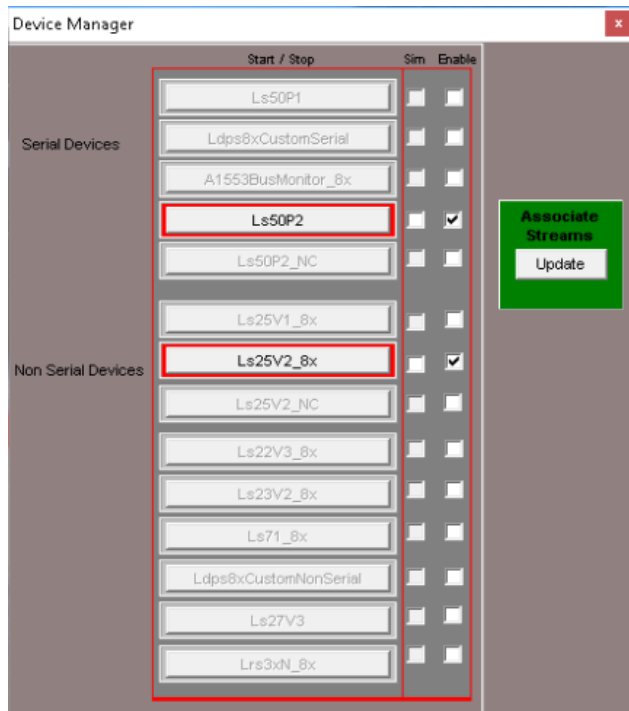 Device Manager
x
Start / Stop Sim Enable
Ls50P1
Serial Devices Ldps8xCustomSerial
A1553BusMonitor_8x
Ls50P2
Associate
Streams
Ls50P2_NC
Update
Ls25V1_8x
Non Serial Devices Ls25V2_8x
Ls25V2_NC
Ls22V3_8x
Ls23V2_8x
Ls71_8x
Ldps8xCustomNonSerial
Ls27V3
Lrs3xN_8x